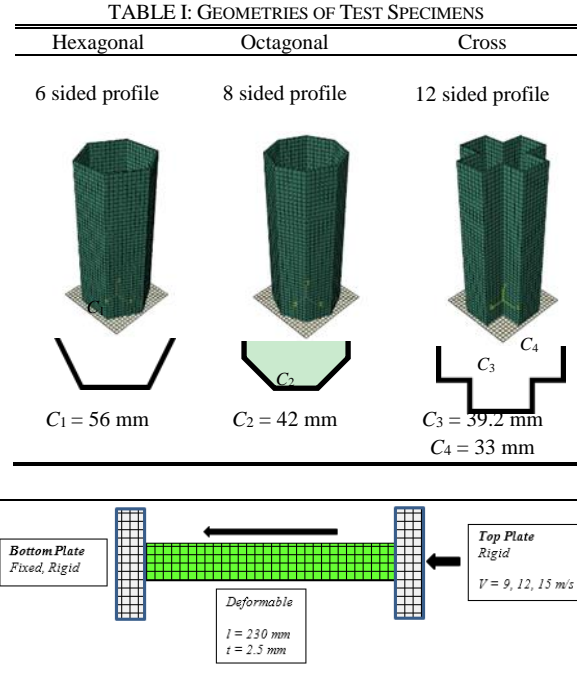 TABLE I: GEOMETRIES OF TEST SPECIMENS
Hexagonal Octagonal Cross
6 sided profile 8 sided profile 12 sided profile
C1
C4
C3
C2
C1 = 56 mm C2 = 42 mm C3 = 39.2 mm
C4 = 33 mm
Bottom Plate
Fixed, Rigid
Top Plate
Rigid
V = 9, 12, 15 m/s
Deformable
l = 230 mm
t = 2.5 mm